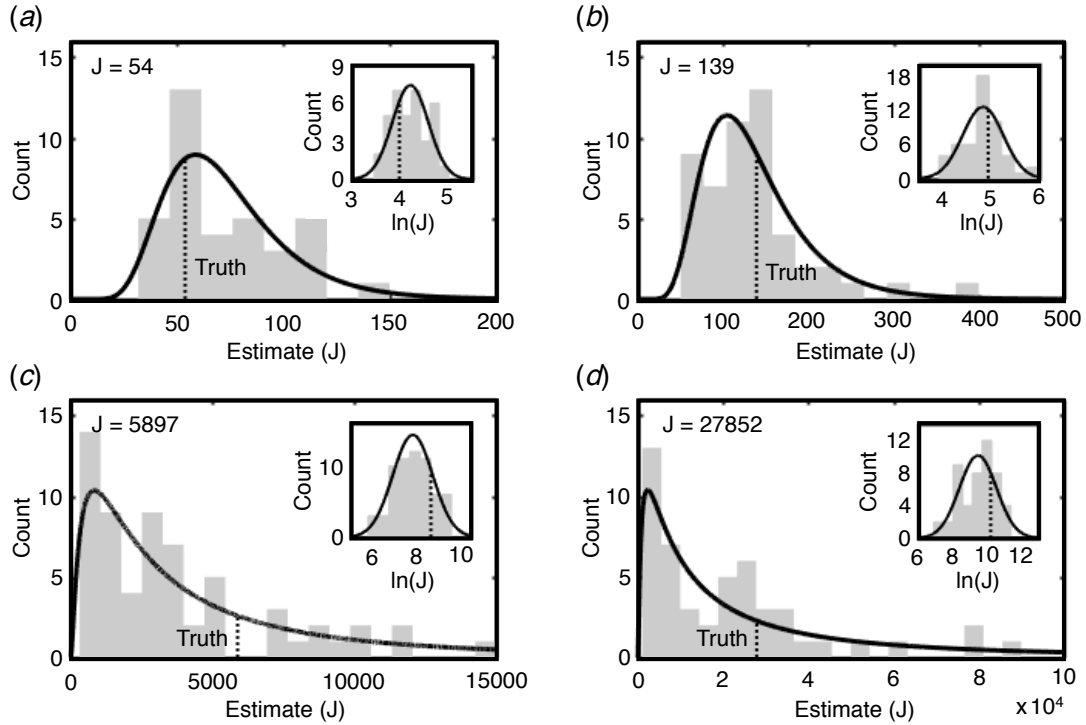 (a)
Count
15
10
5
0
J = 54
Truth
0 50 100 150 200
Estimate (J)
Count
9
6
3
0
3 4 5
ln(J)
(b)
Count
15
10
5
0
J = 139
Truth
0 100 200 300 400 500
Estimate (J)
Count
18
12
6
0
4 5 6
ln(J)
(c)
Count
15
10
5
0
J = 5897
Truth
0 5000 10000 15000
Estimate (J)
Count
10
0
6 8 10
ln(J)
(d)
Count
15
10
5
0
J = 27852
Truth
0 2 4 6 8 10
x10⁴
Estimate (J)
Count
12
8
4
0
6 8 10 12
ln(J)